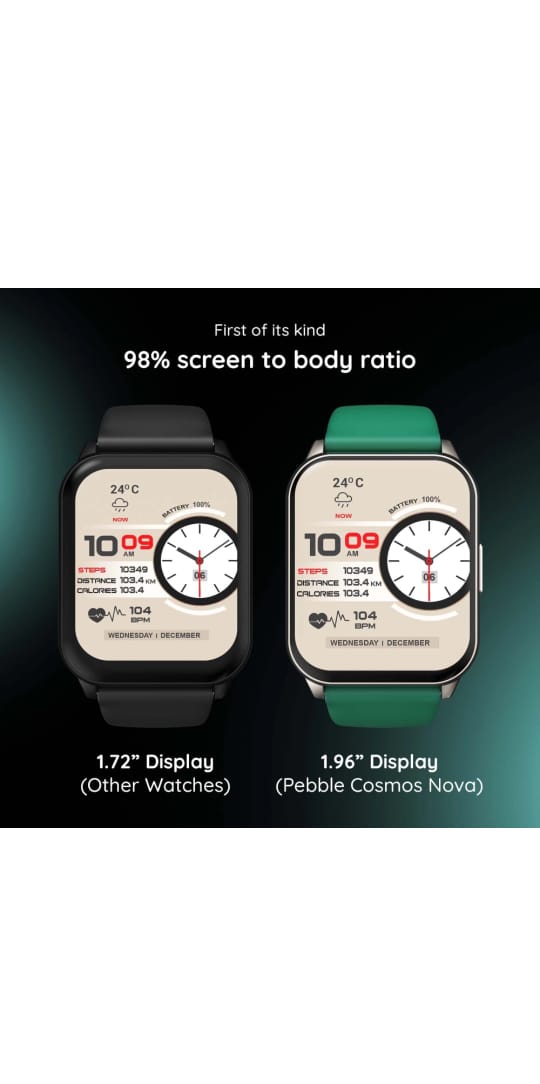 First of its kind
98% screen to body ratio
24°C
NOW
BATTERY 100%
10 09
AM
STEPS 10349
DISTANCE 103.4 KM
CALORIES 103.4
06
104
BPM
WEDNESDAY | DECEMBER
24°C
NOW
BATTERY 100%
10 09
AM
STEPS 10349
DISTANCE 103.4 KM
CALORIES 103.4
06
104
BPM
WEDNESDAY | DECEMBER
1.72” Display
(Other Watches)
1.96” Display
(Pebble Cosmos Nova)